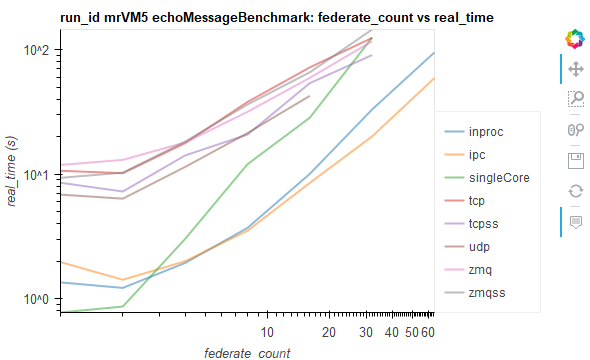 run_id mrVM5 echoMessageBenchmark: federate_count vs real_time
10^2
10^1
10^0
real_time (s)
10
20
30
40
50
60
federate_count
inproc
ipc
singleCore
tcp
tcpss
udp
zmq
zmqss